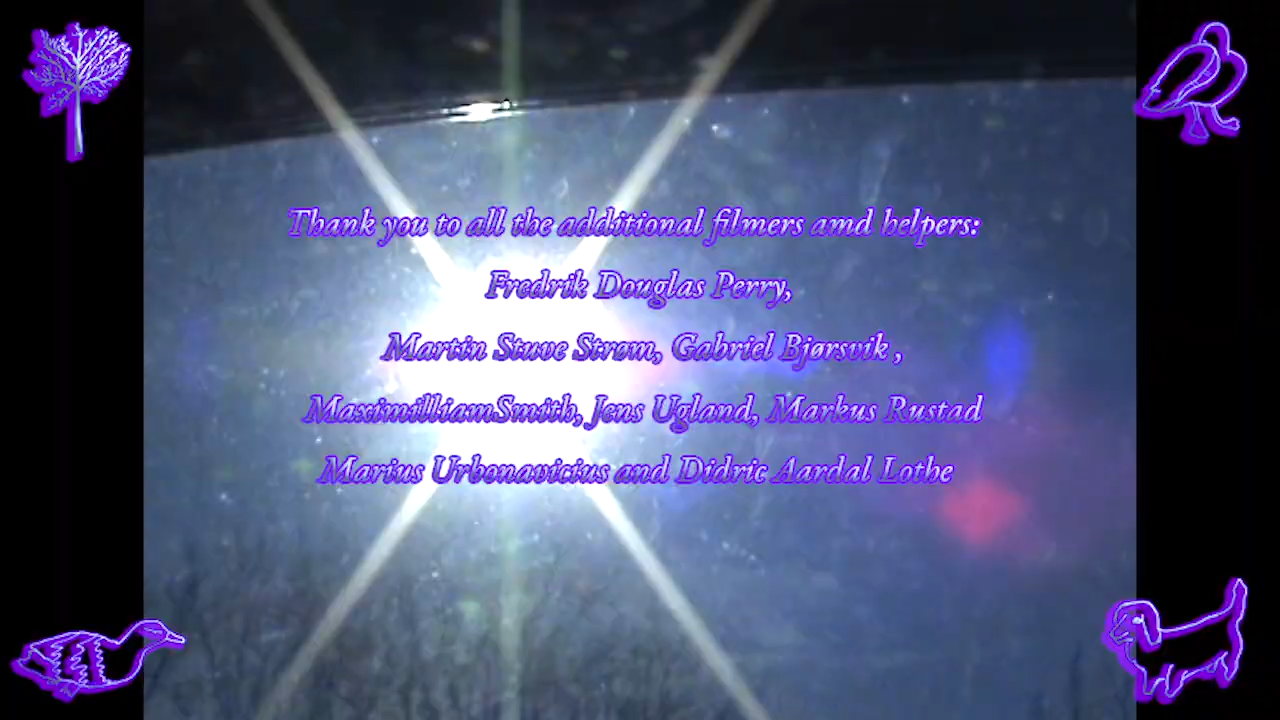 Thank you to all the additional filmers amd helpers:
Fredrik Douglas Perry,
Martin Stuve Strøm, Gabriel Bjørsvik ,
MaximilliamSmith, Jens Ugland, Markus Rustad
Marius Urbonavicius and Didric Aardal Lothe